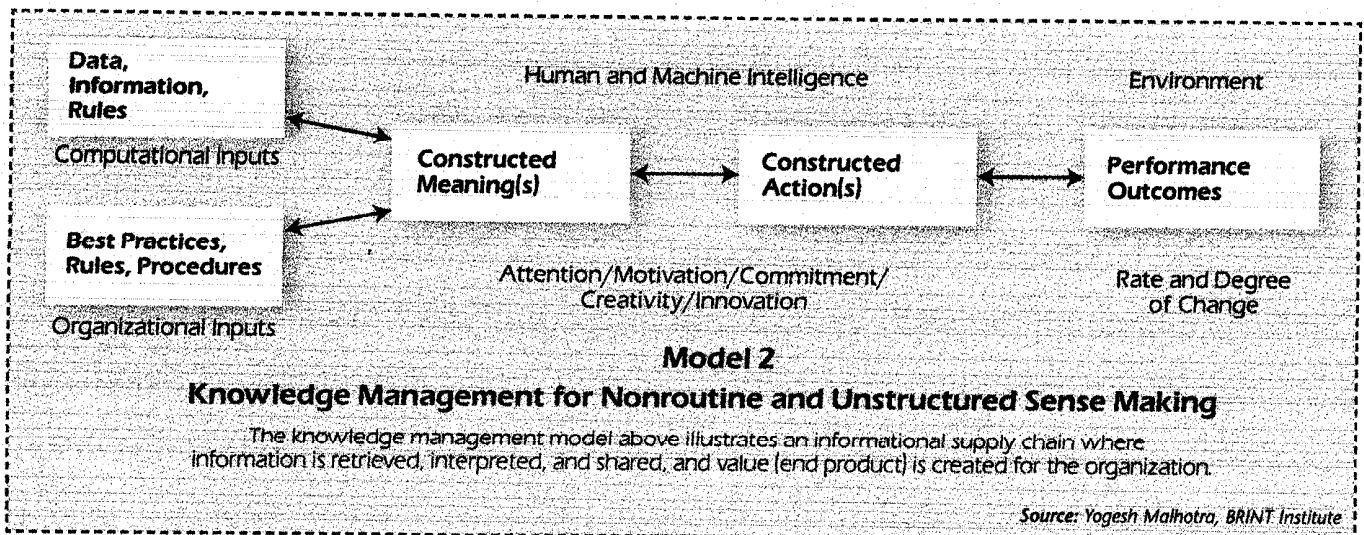 Data,
Information,
Rules
Computational Inputs
Best Practices,
Rules, Procedures
Organizational Inputs
Human and Machine Intelligence
Constructed
Meaning(s)
Constructed
Action(s)
Attention/Motivation/Commitment/
Creativity/Innovation
Environment
Performance
Outcomes
Rate and Degree
of Change
Model 2
Knowledge Management for Nonroutine and Unstructured Sense Making
The knowledge management model above illustrates an informational supply chain where
information is retrieved, interpreted, and shared, and value (end product) is created for the organization.
Source: Yogesh Malhotra, BRINT Institute